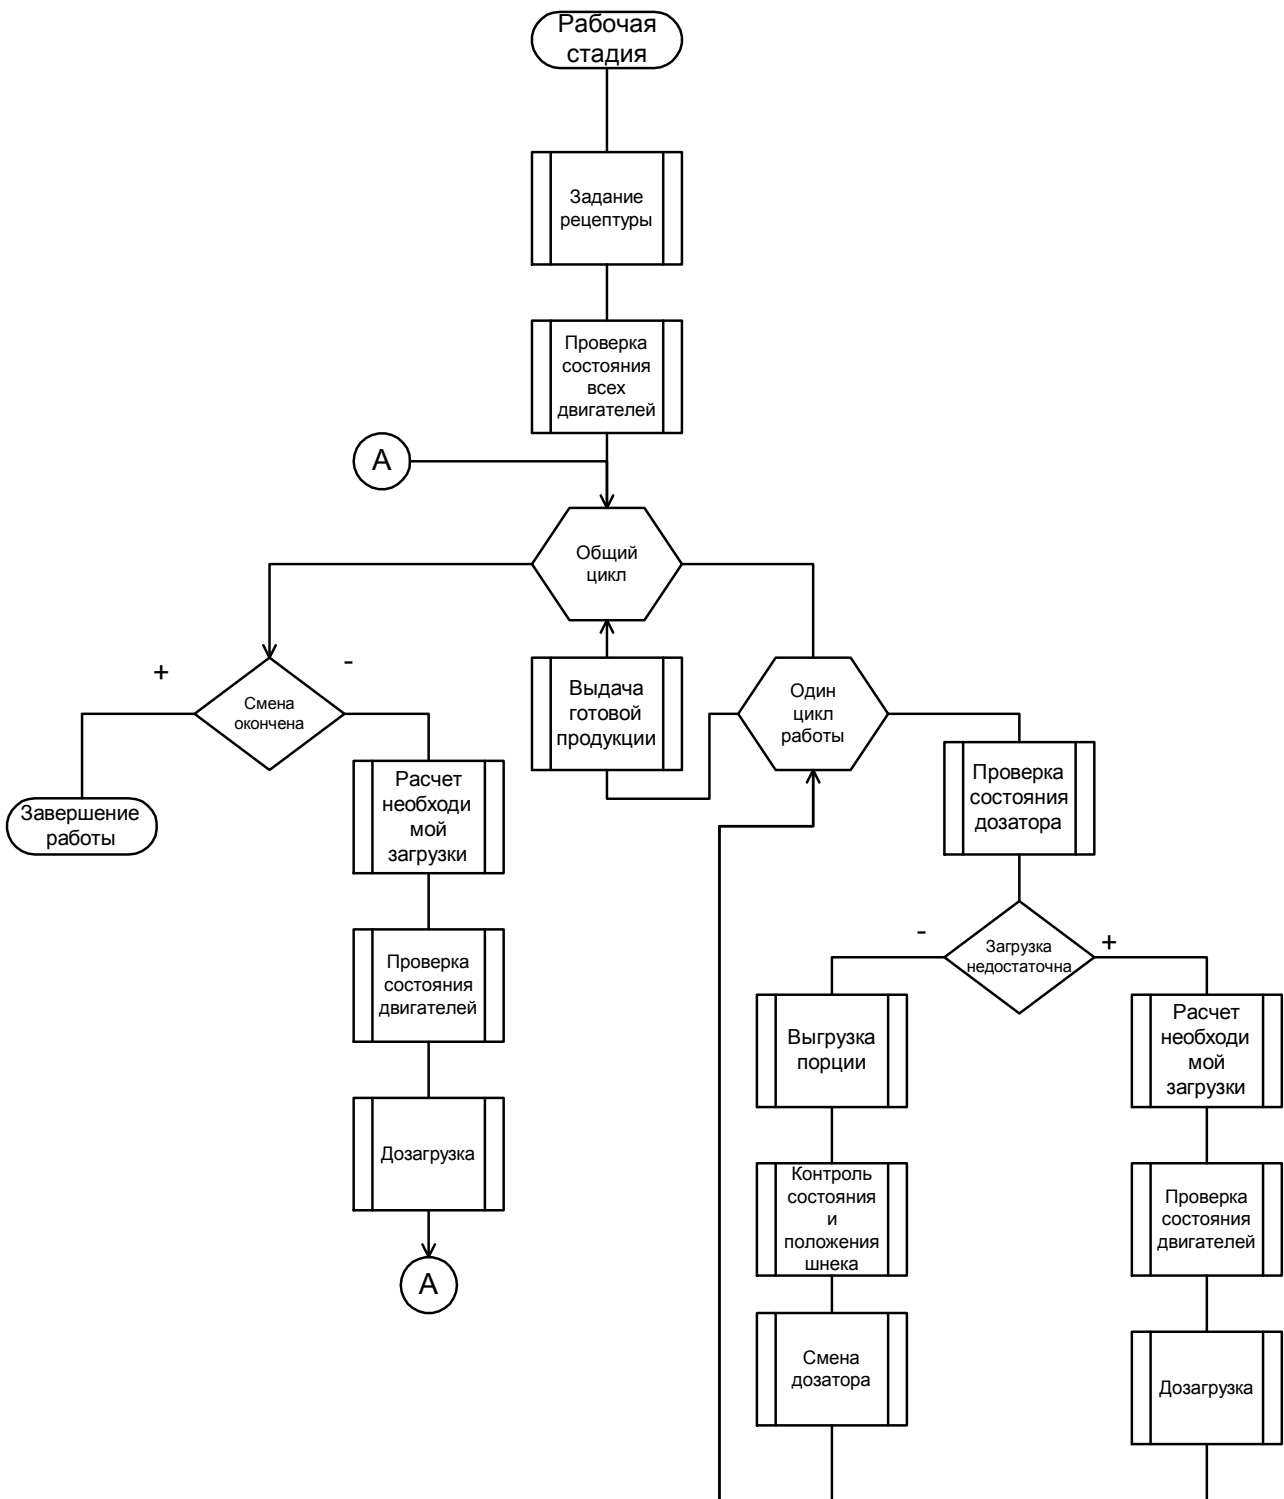 Рабочая
стадия
Задание
рецептуры
Проверка
состояния
всех
двигателей
А
Общий
цикл
+
-
Смена
окончена
Выдача
готовой
продукции
Один
цикл
работы
Завершение
работы
Расчет
необходи
мой
загрузки
Проверка
состояния
дозатора
Проверка
состояния
двигателей
-
+
Загрузка
недостаточна
Выгрузка
порции
Расчет
необходи
мой
загрузки
Дозагрузка
А
Контроль
состояния
и
положения
шнека
Проверка
состояния
двигателей
Смена
дозатора
Дозагрузка